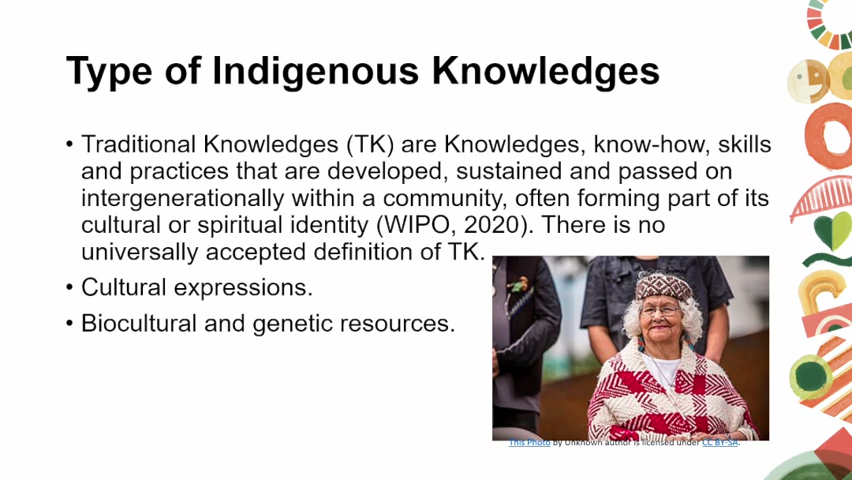 Type of Indigenous Knowledges
• Traditional Knowledges (TK) are Knowledges, know-how, skills
and practices that are developed, sustained and passed on
intergenerationally within a community, often forming part of its
cultural or spiritual identity (WIPO, 2020). There is no
universally accepted definition of TK.
• Cultural expressions.
• Biocultural and genetic resources.
This Photo by Unknown author is licensed under CC BY-SA.